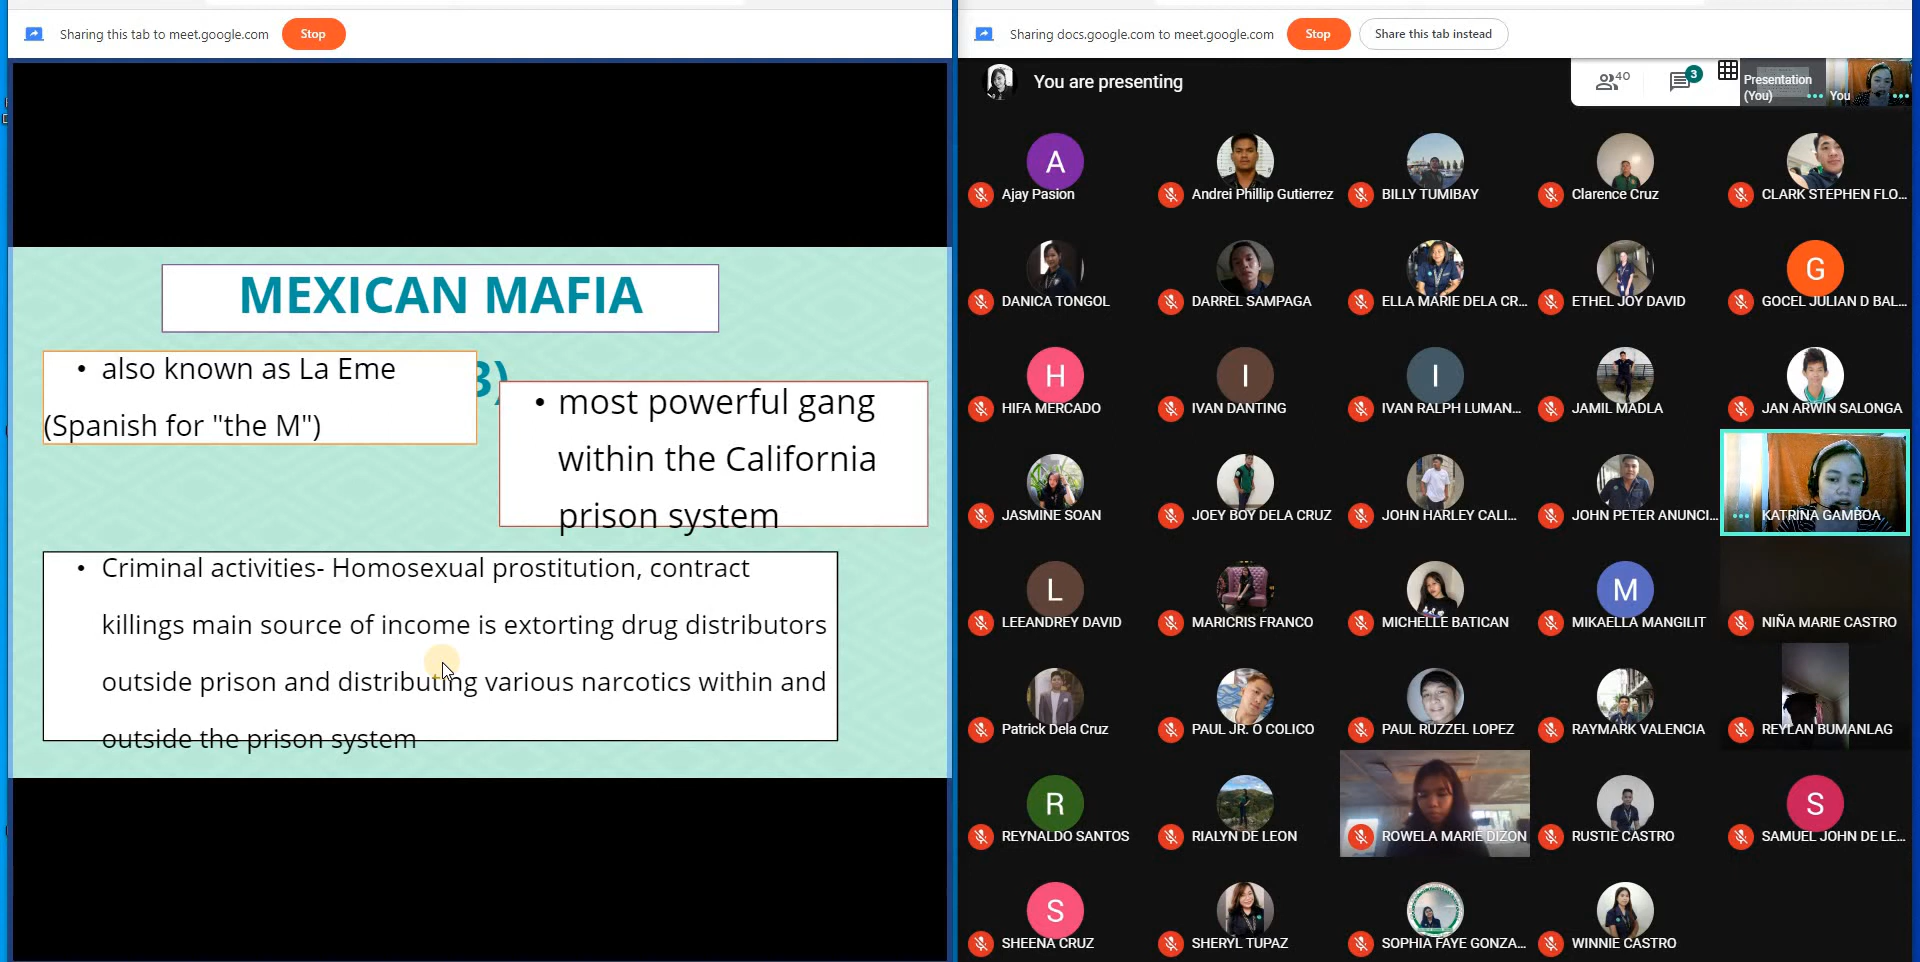 Sharing this tab to meet.google.com
Stop
MEXICAN MAFIA
3)
• also known as La Eme
(Spanish for "the M")
• most powerful gang
within the California
prison system
• Criminal activities- Homosexual prostitution, contract
killings main source of income is extorting drug distributors
outside prison and distributing various narcotics within and
outside the prison system
Sharing docs.google.com to meet.google.com
Stop
Share this tab instead
You are presenting
40
3
Presentation
(You)
You
A
Ajay Pasion
Andrei Phillip Gutierrez
BILLY TUMIBAY
Clarence Cruz
CLARK STEPHEN FLO...
DANICA TONGOL
DARREL SAMPAGA
ELLA MARIE DELA CR...
ETHEL JOY DAVID
G
GOCEL JULIAN D BAL...
H
HIFA MERCADO
I
IVAN DANTING
I
IVAN RALPH LUMAN...
JAMIL MADLA
JAN ARWIN SALONGA
JASMINE SOAN
JOEY BOY DELA CRUZ
JOHN HARLEY CALI...
JOHN PETER ANUNCI...
KATRINA GAMBOA
L
LEEANDREY DAVID
MARICRIS FRANCO
MICHELLE BATICAN
M
MIKAELLA MANGILIT
NIÑA MARIE CASTRO
Patrick Dela Cruz
PAUL JR. O COLICO
PAUL RUZZEL LOPEZ
RAYMARK VALENCIA
REYLAN BUMANLAG
R
REYNALDO SANTOS
RIALYN DE LEON
ROWELA MARIE DIZON
RUSTIE CASTRO
S
SAMUEL JOHN DE LE...
S
SHEENA CRUZ
SHERYL TUPAZ
SOPHIA FAYE GONZA...
WINNIE CASTRO